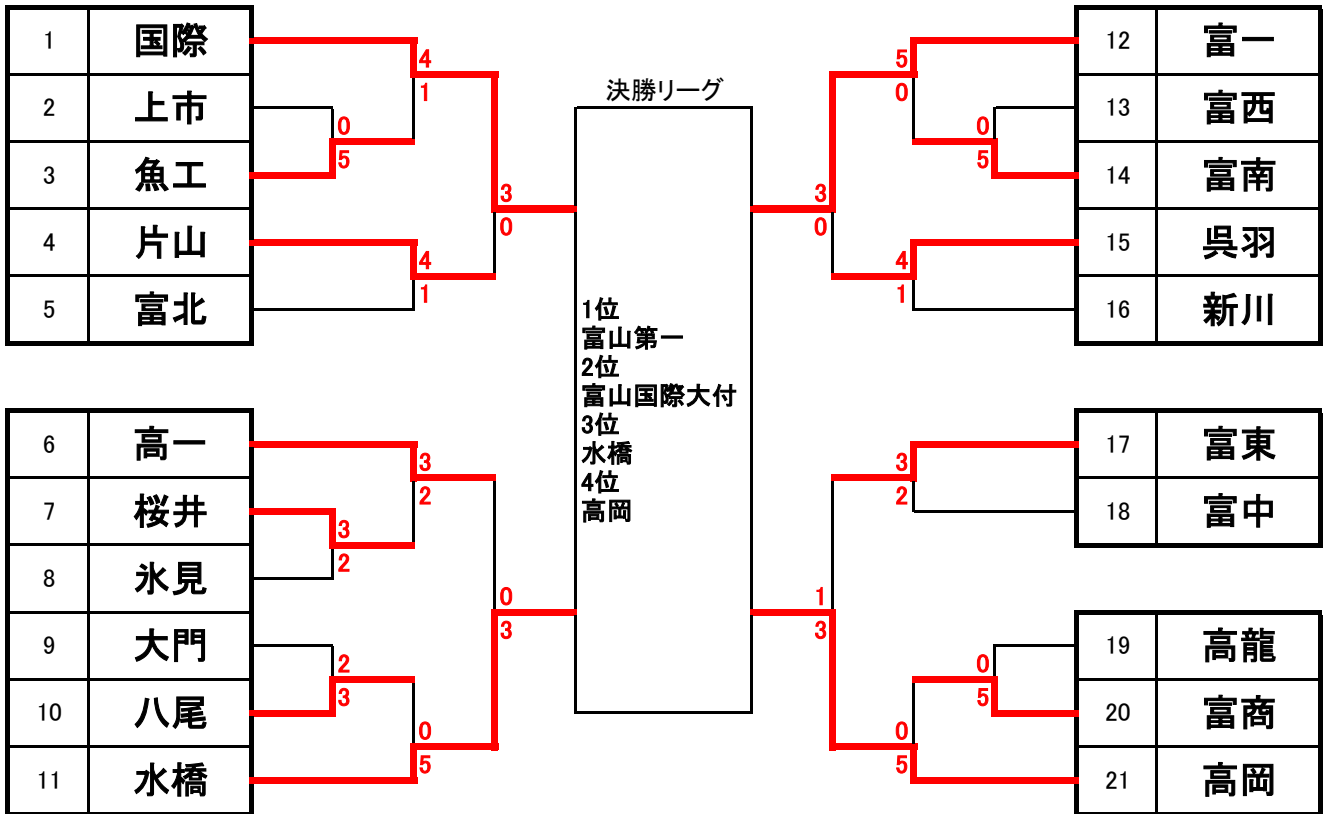 1 国際
2 上市
3 魚工
4 片山
5 富北
6 高一
7 桜井
8 氷見
9 大門
10 八尾
11 水橋
4
1
0
5
3
0
4
1
3
2
3
2
0
3
2
3
0
5
決勝リーグ
1位
富山第一
2位
富山国際大付
3位
水橋
4位
高岡
5
0
0
5
3
0
4
1
3
2
1
3
0
5
0
5
12 富一
13 富西
14 富南
15 呉羽
16 新川
17 富東
18 富中
19 高龍
20 富商
21 高岡